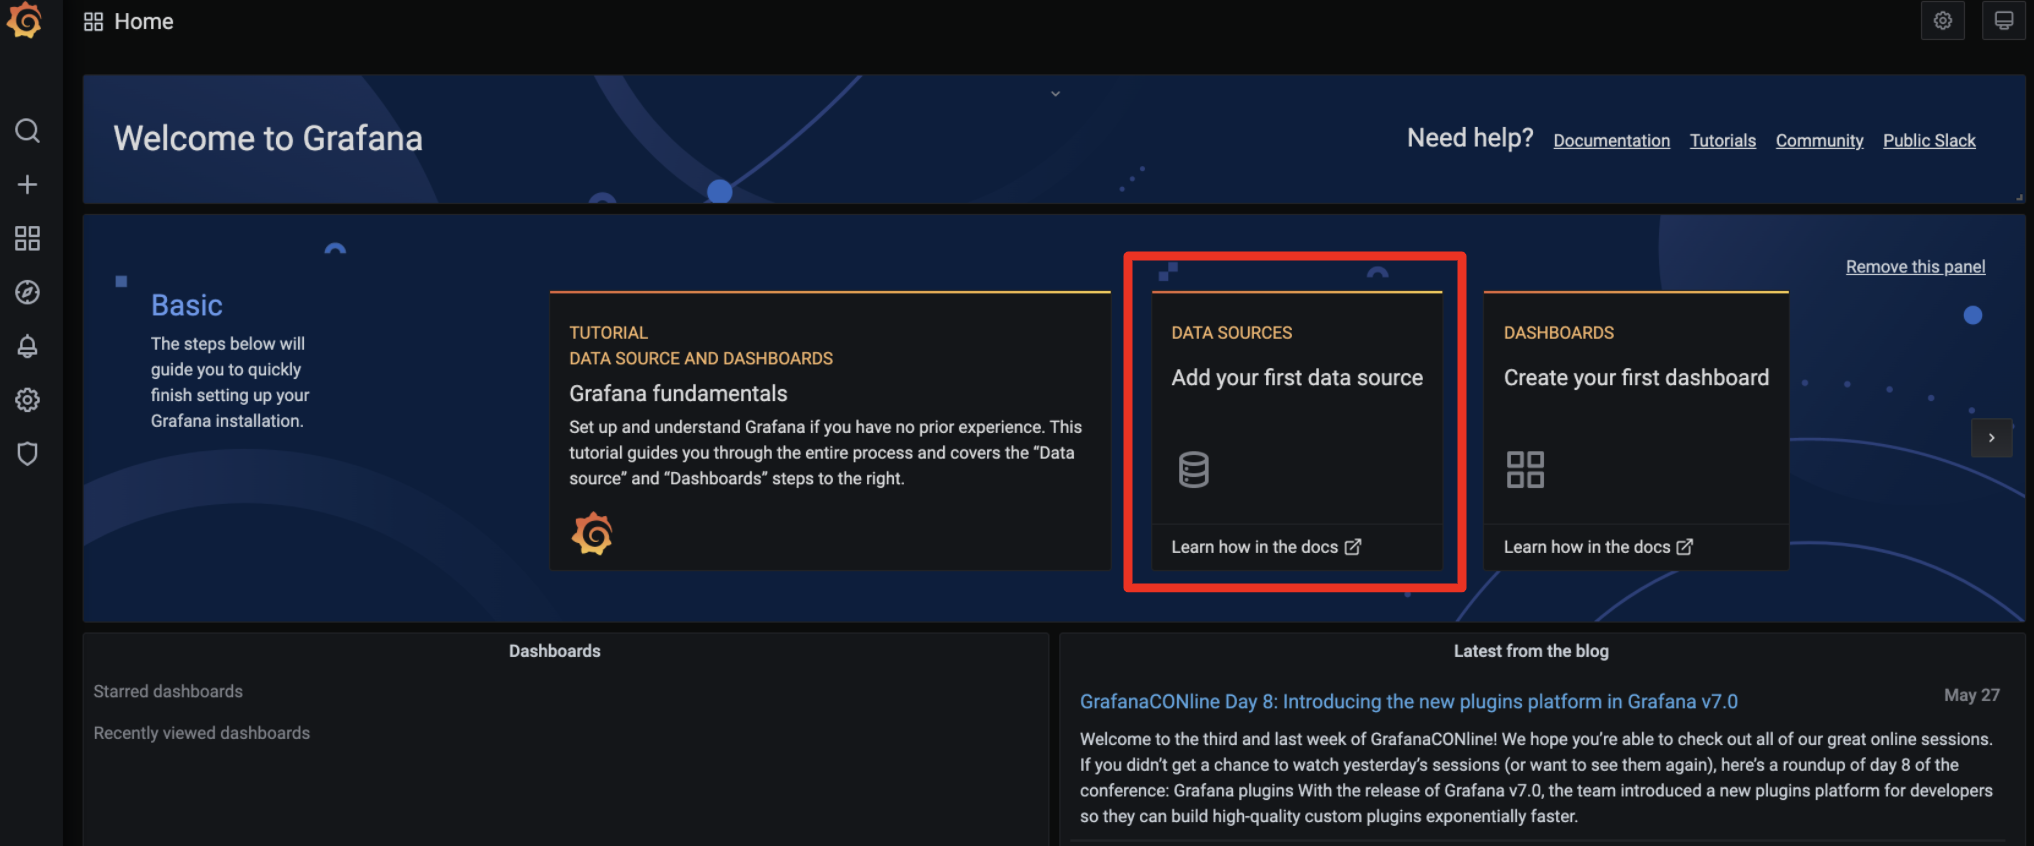 Home
Welcome to Grafana
Need help?
Documentation
Tutorials
Community
Public Slack
Remove this panel
Basic
The steps below will
guide you to quickly
finish setting up your
Grafana installation.
TUTORIAL
DATA SOURCE AND DASHBOARDS
Grafana fundamentals
Set up and understand Grafana if you have no prior experience. This
tutorial guides you through the entire process and covers the “Data
source” and “Dashboards” steps to the right.
DATA SOURCES
Add your first data source
Learn how in the docs
DASHBOARDS
Create your first dashboard
Learn how in the docs
Dashboards
Starred dashboards
Recently viewed dashboards
Latest from the blog
GrafanaCONline Day 8: Introducing the new plugins platform in Grafana v7.0
May 27
Welcome to the third and last week of GrafanaCONline! We hope you’re able to check out all of our great online sessions.
If you didn’t get a chance to watch yesterday’s sessions (or want to see them again), here’s a roundup of day 8 of the
conference: Grafana plugins With the release of Grafana v7.0, the team introduced a new plugins platform for developers
so they can build high-quality custom plugins exponentially faster.